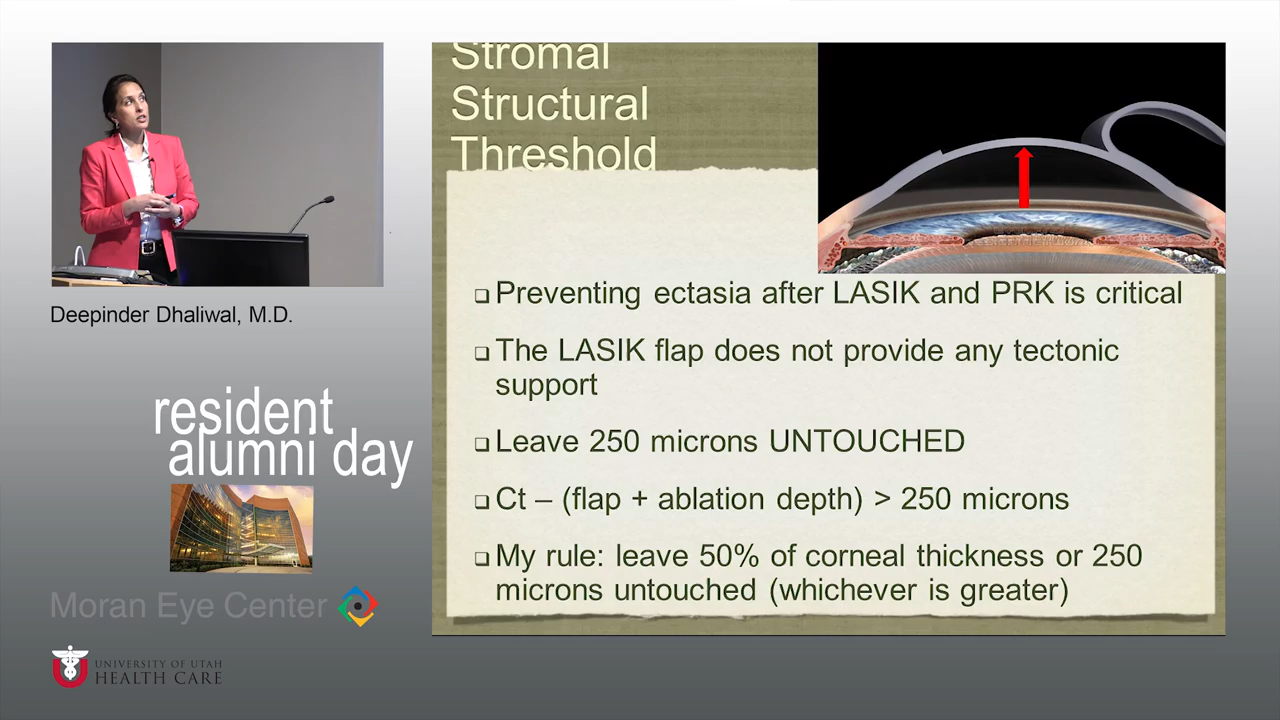 Stromal
Structural
Threshold
Preventing ectasia after LASIK and PRK is critical
The LASIK flap does not provide any tectonic
support
Leave 250 microns UNTOUCHED
Ct – (flap + ablation depth) > 250 microns
My rule: leave 50% of corneal thickness or 250
microns untouched (whichever is greater)
Deepinder Dhaliwal, M.D.
resident
alumni day
Moran Eye Center
UNIVERSITY OF UTAH
HEALTH CARE